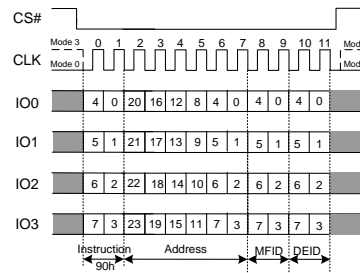 CS#
Mode 3 0 1 2 3 4 5 6 7 8 9 10 11 Mod
CLK Mode 0 Mod
IO0 4 0 20 16 12 8 4 0 4 0 4 0
IO1 5 1 21 17 13 9 5 1 5 1 5 1
IO2 6 2 22 18 14 10 6 2 6 2 6 2
IO3 7 3 23 19 15 11 7 3 7 3 7 3
Instruction Address MFID DEID
90h